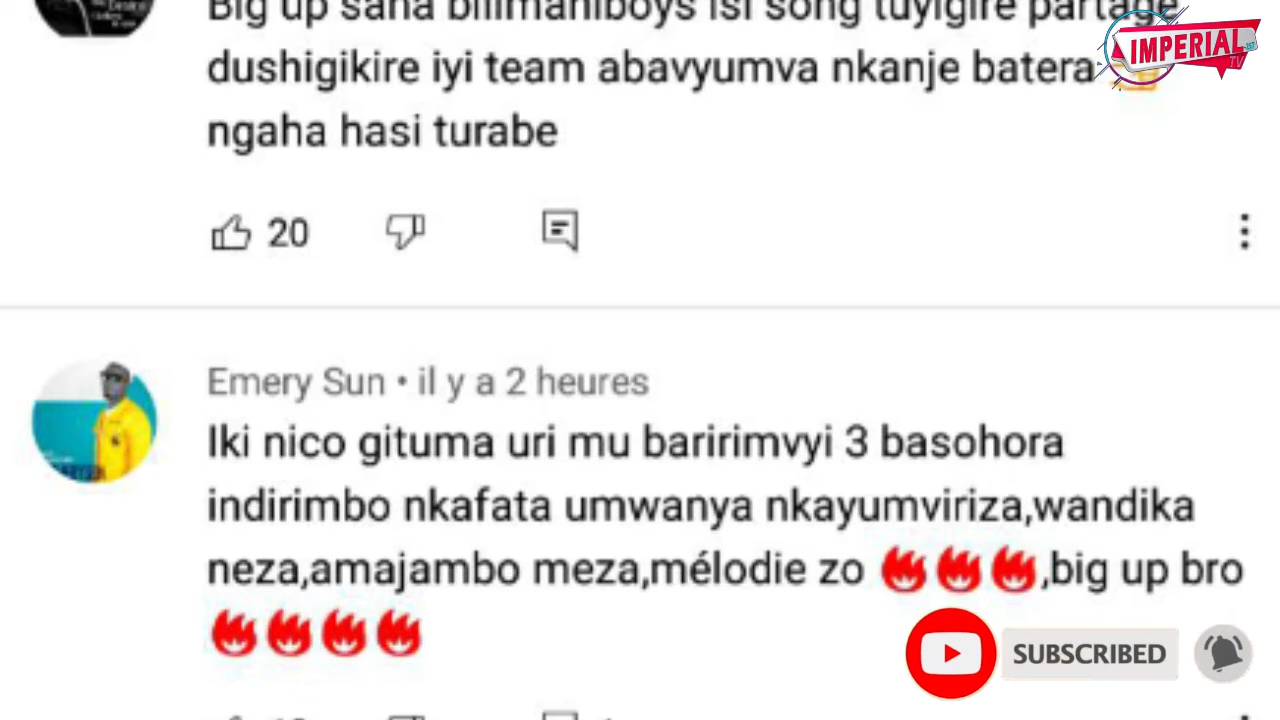 Big up sana bilimaniboys isi song tuyigire partage
dushigikire iyi team abavyumva nkanje batera
ngaha hasi turabe
20
Emery Sun • il y a 2 heures
Iki nico gituma uri mu baririmvyi 3 basohora
indirimbo nkafata umwanya nkayumviriza,wandika
neza,amajambo meza,mélodie zo 🔥🔥🔥,big up bro
🔥🔥🔥🔥
IMPERIAL
TV
SUBSCRIBED